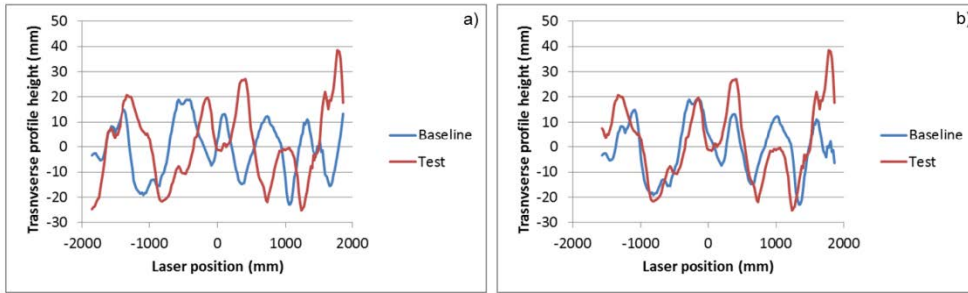 a)
50
40
30
20
10
0
-10
-20
-30
-2000 -1000 0 1000 2000
Trasnvserse profile height (mm)
Laser position (mm)
Baseline
Test
b)
50
40
30
20
10
0
-10
-20
-30
-2000 -1000 0 1000 2000
Trasnvserse profile height (mm)
Laser position (mm)
Baseline
Test